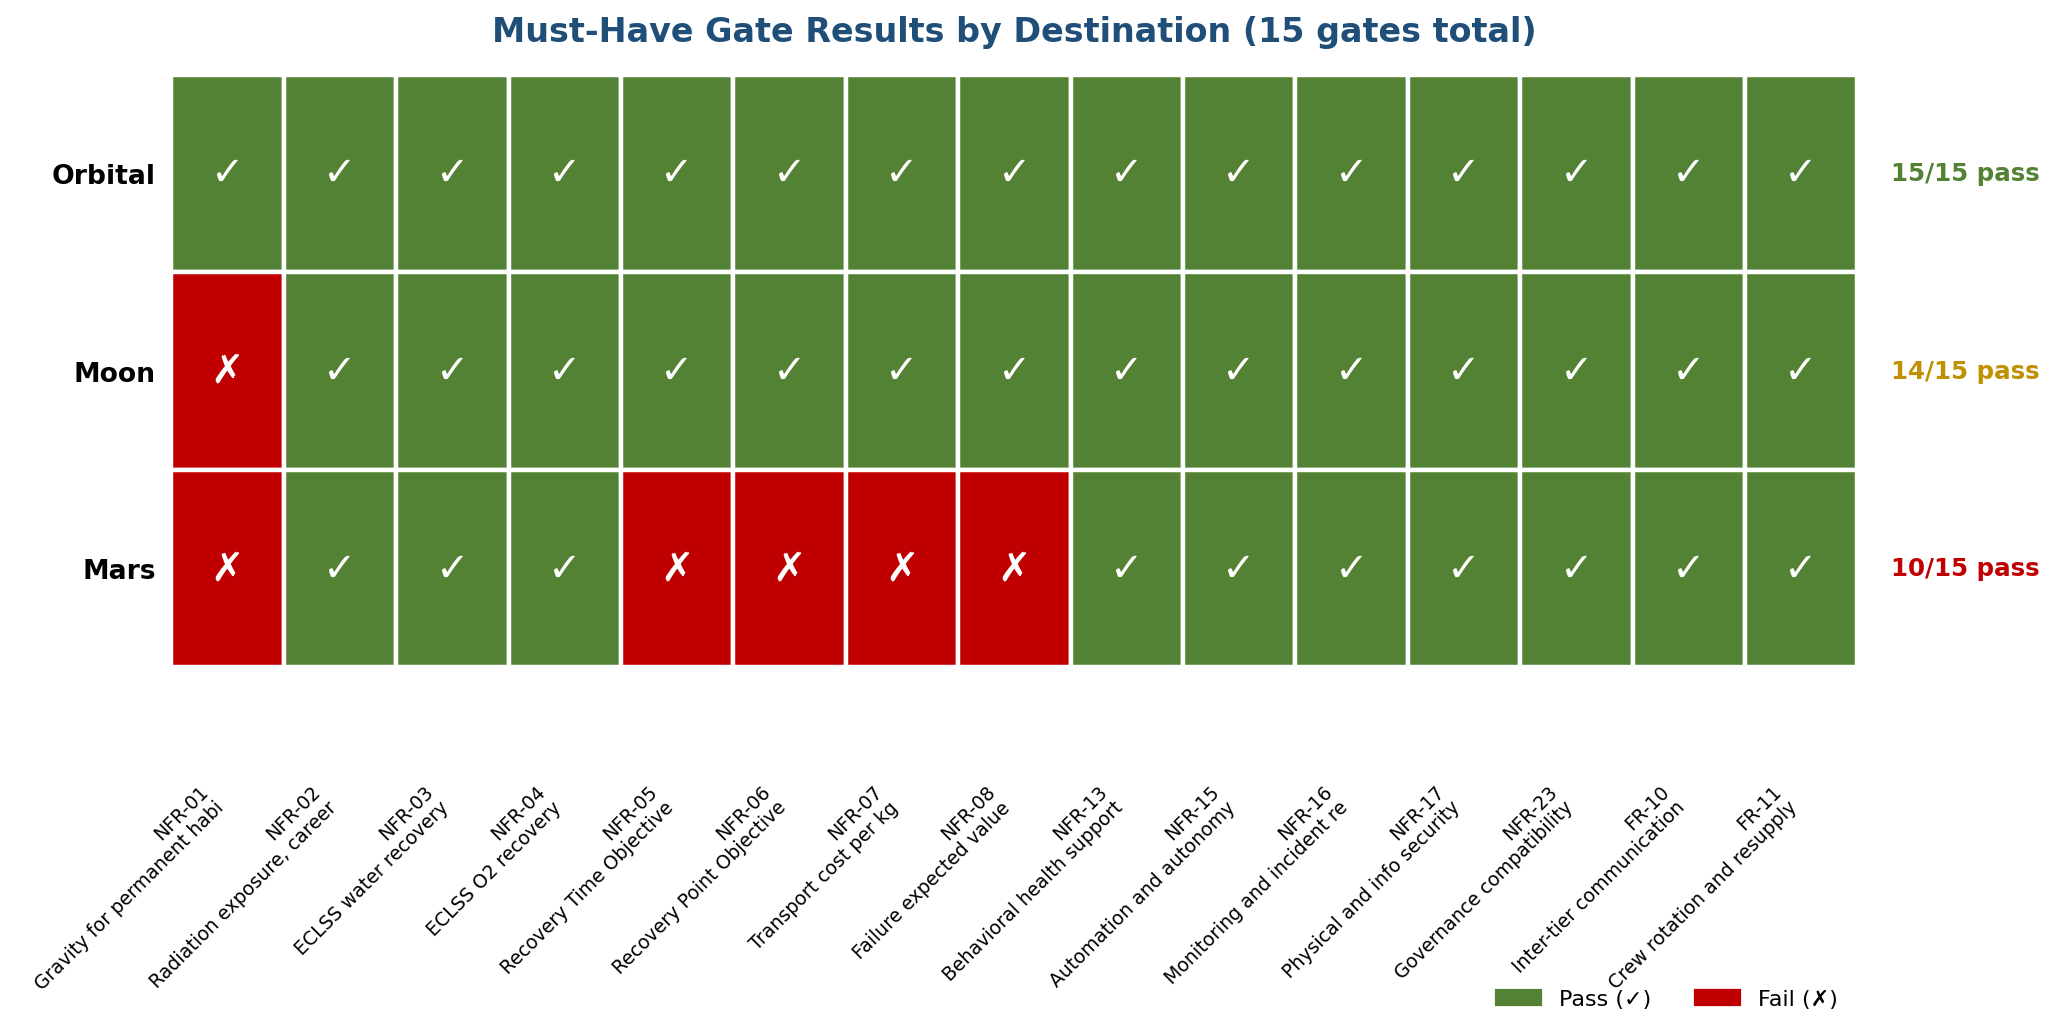 Must-Have Gate Results by Destination (15 gates total)
Orbital ✓ ✓ ✓ ✓ ✓ ✓ ✓ ✓ ✓ ✓ ✓ ✓ ✓ ✓ ✓ 15/15 pass
Moon ✗ ✓ ✓ ✓ ✓ ✓ ✓ ✓ ✓ ✓ ✓ ✓ ✓ ✓ ✓ 14/15 pass
Mars ✗ ✓ ✓ ✓ ✗ ✗ ✗ ✗ ✓ ✓ ✓ ✓ ✓ ✓ ✓ 10/15 pass
NFR-01
Gravity for permanent habi
NFR-02
Radiation exposure, career
NFR-03
ECLSS water recovery
NFR-04
ECLSS O2 recovery
NFR-05
Recovery Time Objective
NFR-06
Recovery Point Objective
NFR-07
Transport cost per kg
NFR-08
Failure expected value
NFR-13
Behavioral health support
NFR-15
Automation and autonomy
NFR-16
Monitoring and incident re
NFR-17
Physical and info security
NFR-23
Governance compatibility
FR-10
Inter-tier communication
FR-11
Crew rotation and resupply
Pass (✓) Fail (✗)